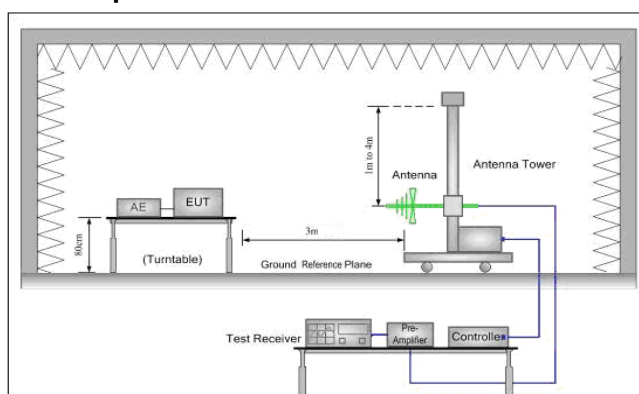 1m to 4m
Antenna
Antenna Tower
AE
EUT
80cm
3m
(Turntable)
Ground Reference Plane
Test Receiver
Pre-
Amplifier
Controller